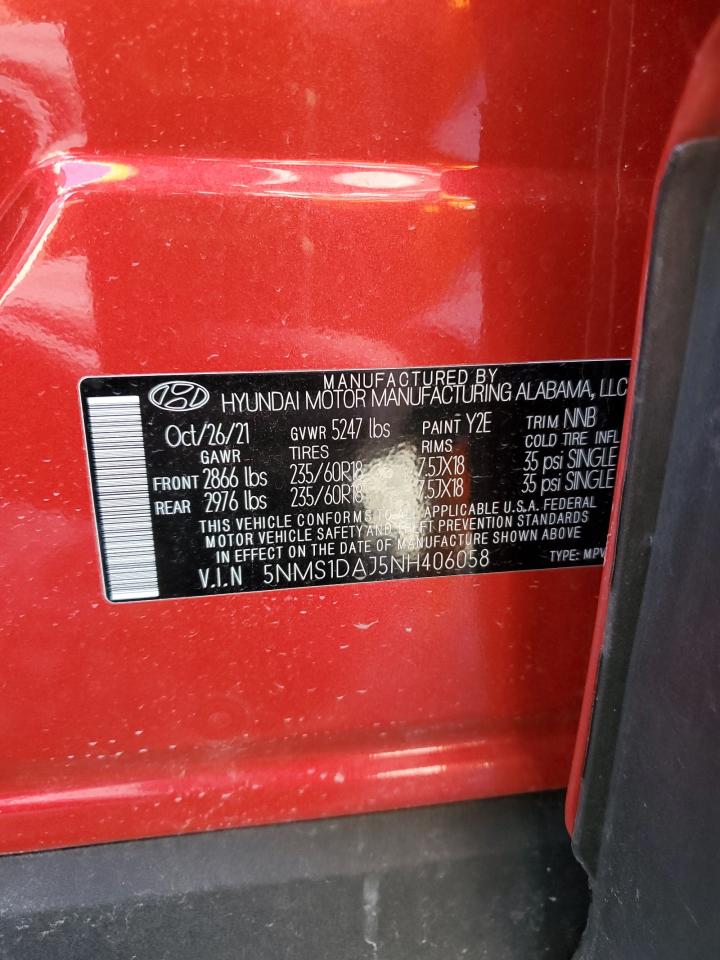 MANUFACTURED BY
HYUNDAI MOTOR MANUFACTURING ALABAMA, LLC
Oct/26/21 GVWR 5247 lbs PAINT Y2E TRIM NNB
GAWR TIRES RIMS COLD TIRE INFL
FRONT 2866 lbs 235/60R18 7.5JX18 35 psi SINGLE
REAR 2976 lbs 235/60R18 7.5JX18 35 psi SINGLE
THIS VEHICLE CONFORMS TO ALL APPLICABLE U.S.A. FEDERAL
MOTOR VEHICLE SAFETY AND THEFT PREVENTION STANDARDS
IN EFFECT ON THE DATE OF MANUFACTURE SHOWN ABOVE
V.I.N 5NMS1DAJ5NH406058 TYPE: MPV